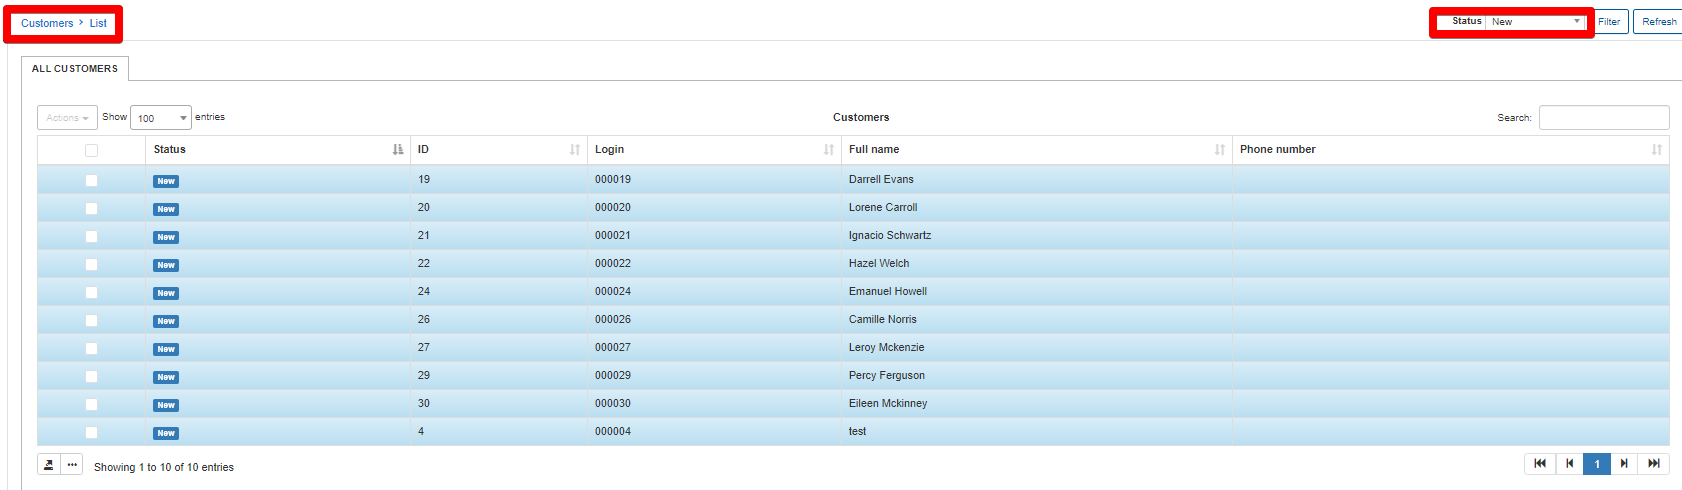 Customers > List Status New Filter Refresh
ALL CUSTOMERS
Actions Show 100 entries Customers Search:
Status ID Login Full name Phone number
New 19 000019 Darrell Evans
New 20 000020 Lorene Carroll
New 21 000021 Ignacio Schwartz
New 22 000022 Hazel Welch
New 24 000024 Emanuel Howell
New 26 000026 Camille Norris
New 27 000027 Leroy Mckenzie
New 29 000029 Percy Ferguson
New 30 000030 Eileen Mckinney
New 4 000004 test
Showing 1 to 10 of 10 entries 1